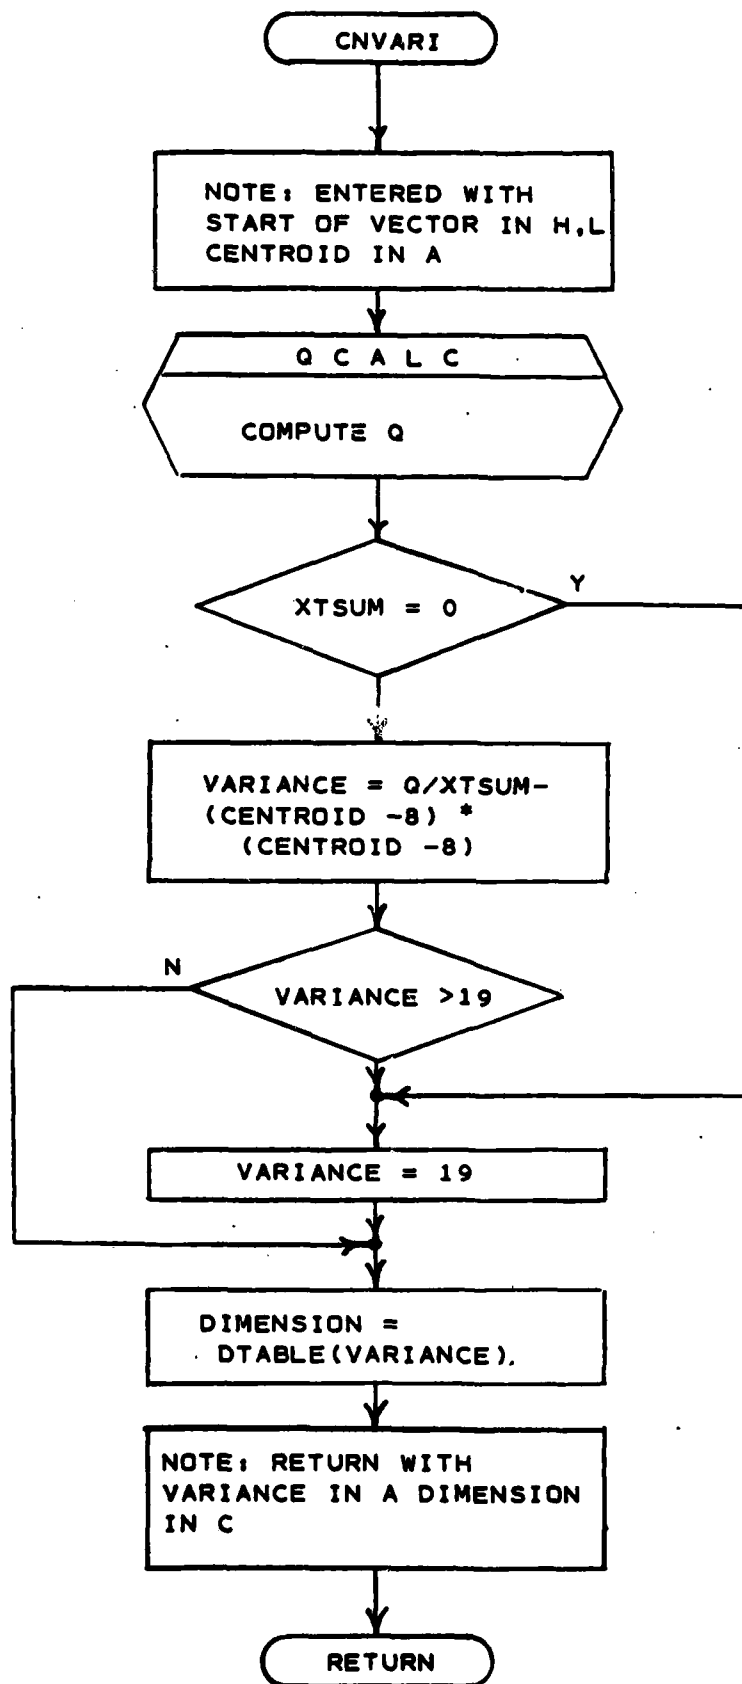 CNVARI
NOTE: ENTERED WITH
START OF VECTOR IN H,L
CENTROID IN A
Q C A L C
COMPUTE Q
XTSUM = 0
Y
VARIANCE = Q/XTSUM-
(CENTROID -8) *
(CENTROID -8)
N
VARIANCE >19
VARIANCE = 19
DIMENSION =
DTABLE(VARIANCE).
NOTE: RETURN WITH
VARIANCE IN A DIMENSION
IN C
RETURN